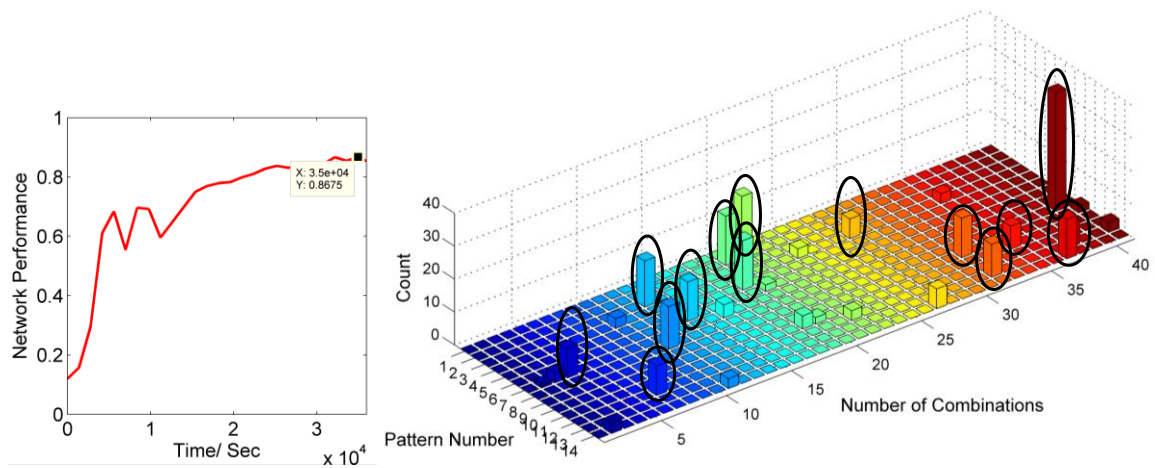 Network Performance
1
0.8
0.6
0.4
0.2
0
0 1 2 3
x 10^4
Time/ Sec
X: 3.5e+04
Y: 0.8675
Count
40
30
20
10
0
1 2 3 4 5 6 7 8 9 10 11 12 13 14
Pattern Number
5 10 15 20 25 30 35 40
Number of Combinations